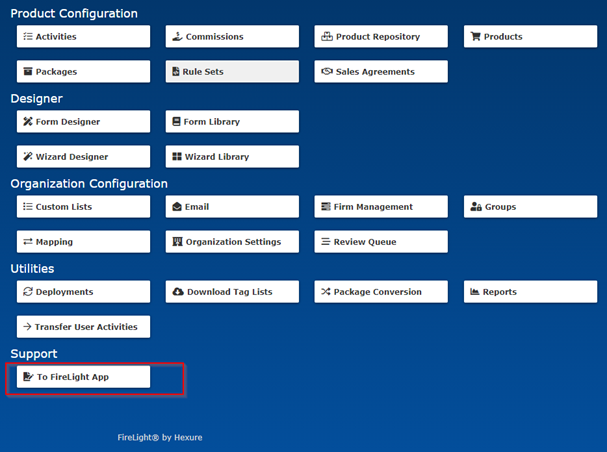 Product Configuration
Activities
Commissions
Product Repository
Products
Packages
Rule Sets
Sales Agreements
Designer
Form Designer
Form Library
Wizard Designer
Wizard Library
Organization Configuration
Custom Lists
Email
Firm Management
Groups
Mapping
Organization Settings
Review Queue
Utilities
Deployments
Download Tag Lists
Package Conversion
Reports
Transfer User Activities
Support
To FireLight App
FireLight® by Hexure